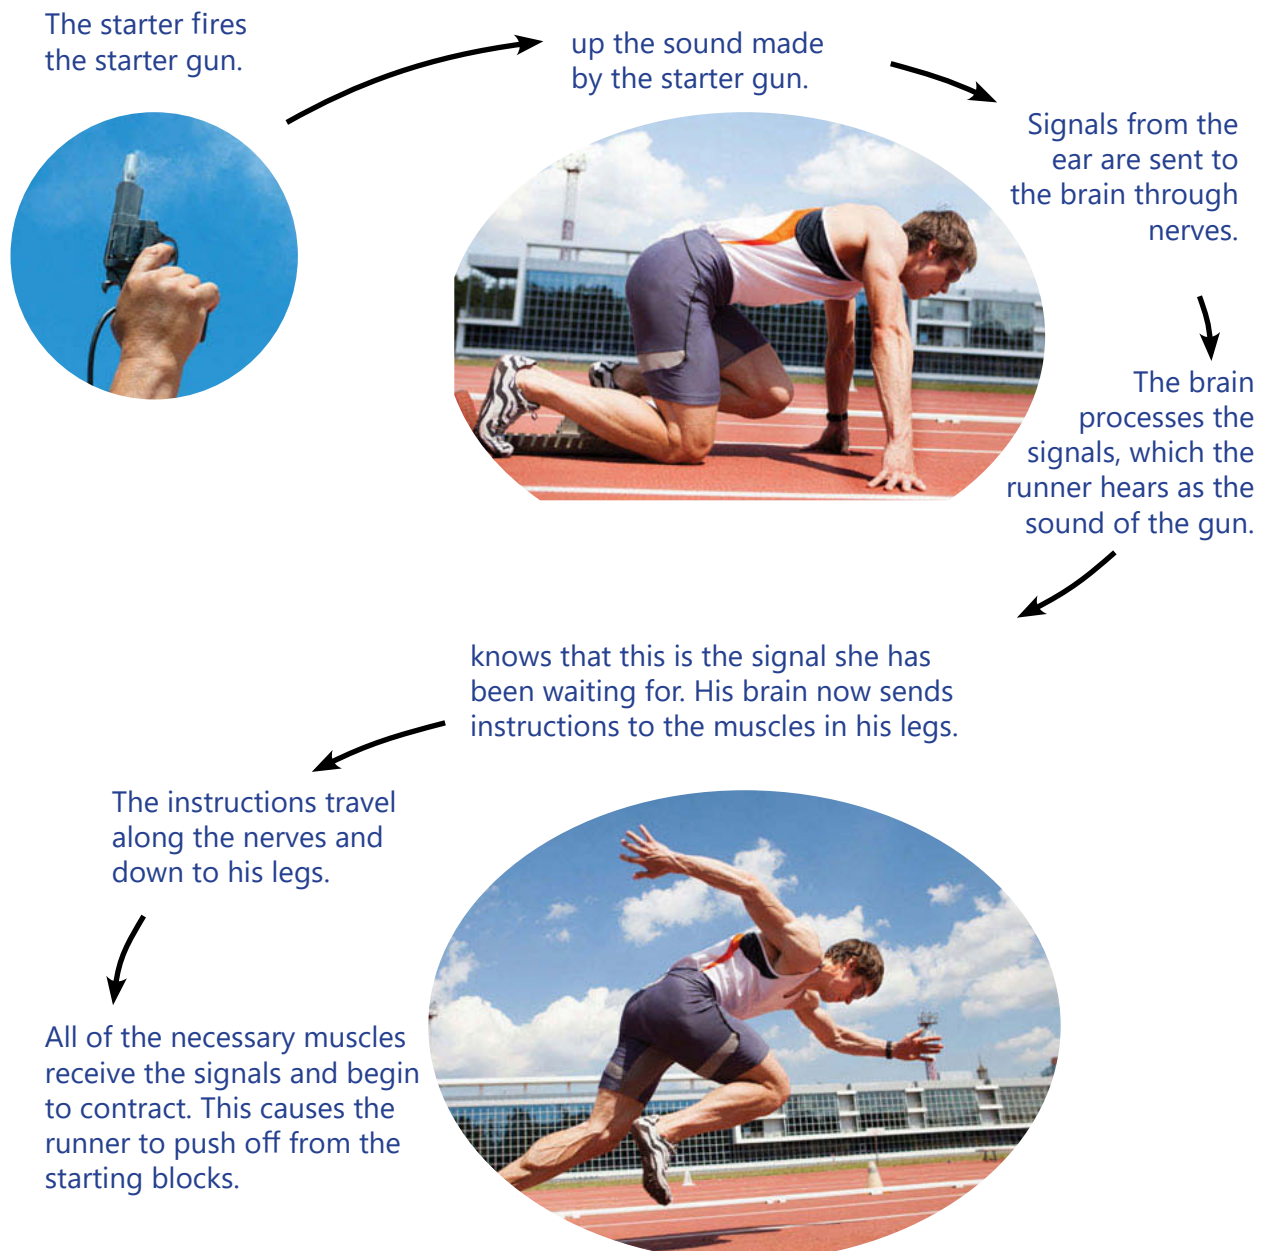 The starter fires
the starter gun.
up the sound made
by the starter gun.
Signals from the
ear are sent to
the brain through
nerves.
The brain
processes the
signals, which the
runner hears as the
sound of the gun.
knows that this is the signal she has
been waiting for. His brain now sends
instructions to the muscles in his legs.
The instructions travel
along the nerves and
down to his legs.
All of the necessary muscles
receive the signals and begin
to contract. This causes the
runner to push off from the
starting blocks.